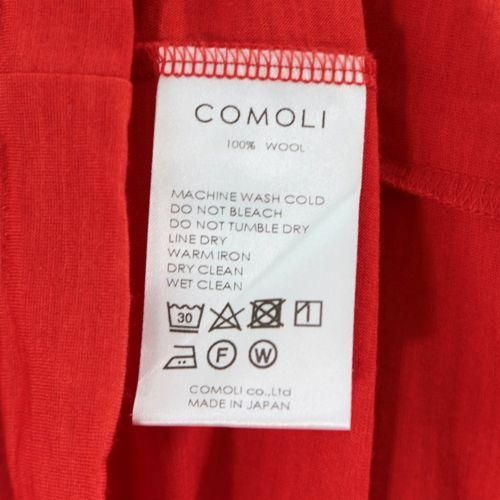 COMOLI
100% WOOL
MACHINE WASH COLD
DO NOT BLEACH
DO NOT TUMBLE DRY
LINE DRY
WARM IRON
DRY CLEAN
WET CLEAN
30
F W
COMOLI co.,Ltd
MADE IN JAPAN